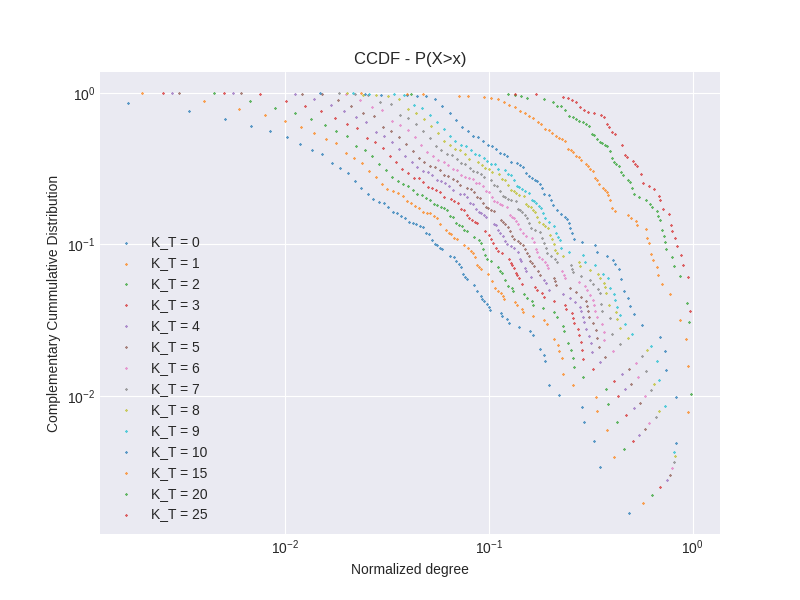 CCDF - P(X>x)
Complementary Cummulative Distribution
10^0
10^-1
10^-2
K_T = 0
K_T = 1
K_T = 2
K_T = 3
K_T = 4
K_T = 5
K_T = 6
K_T = 7
K_T = 8
K_T = 9
K_T = 10
K_T = 15
K_T = 20
K_T = 25
10^-2 10^-1 10^0
Normalized degree